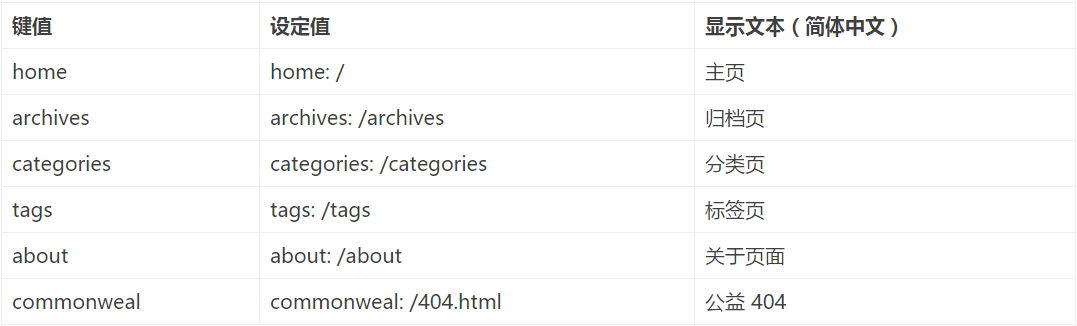 键值 设定值 显示文本（简体中文）
home home: / 主页
archives archives: /archives 归档页
categories categories: /categories 分类页
tags tags: /tags 标签页
about about: /about 关于页面
commonweal commonweal: /404.html 公益 404